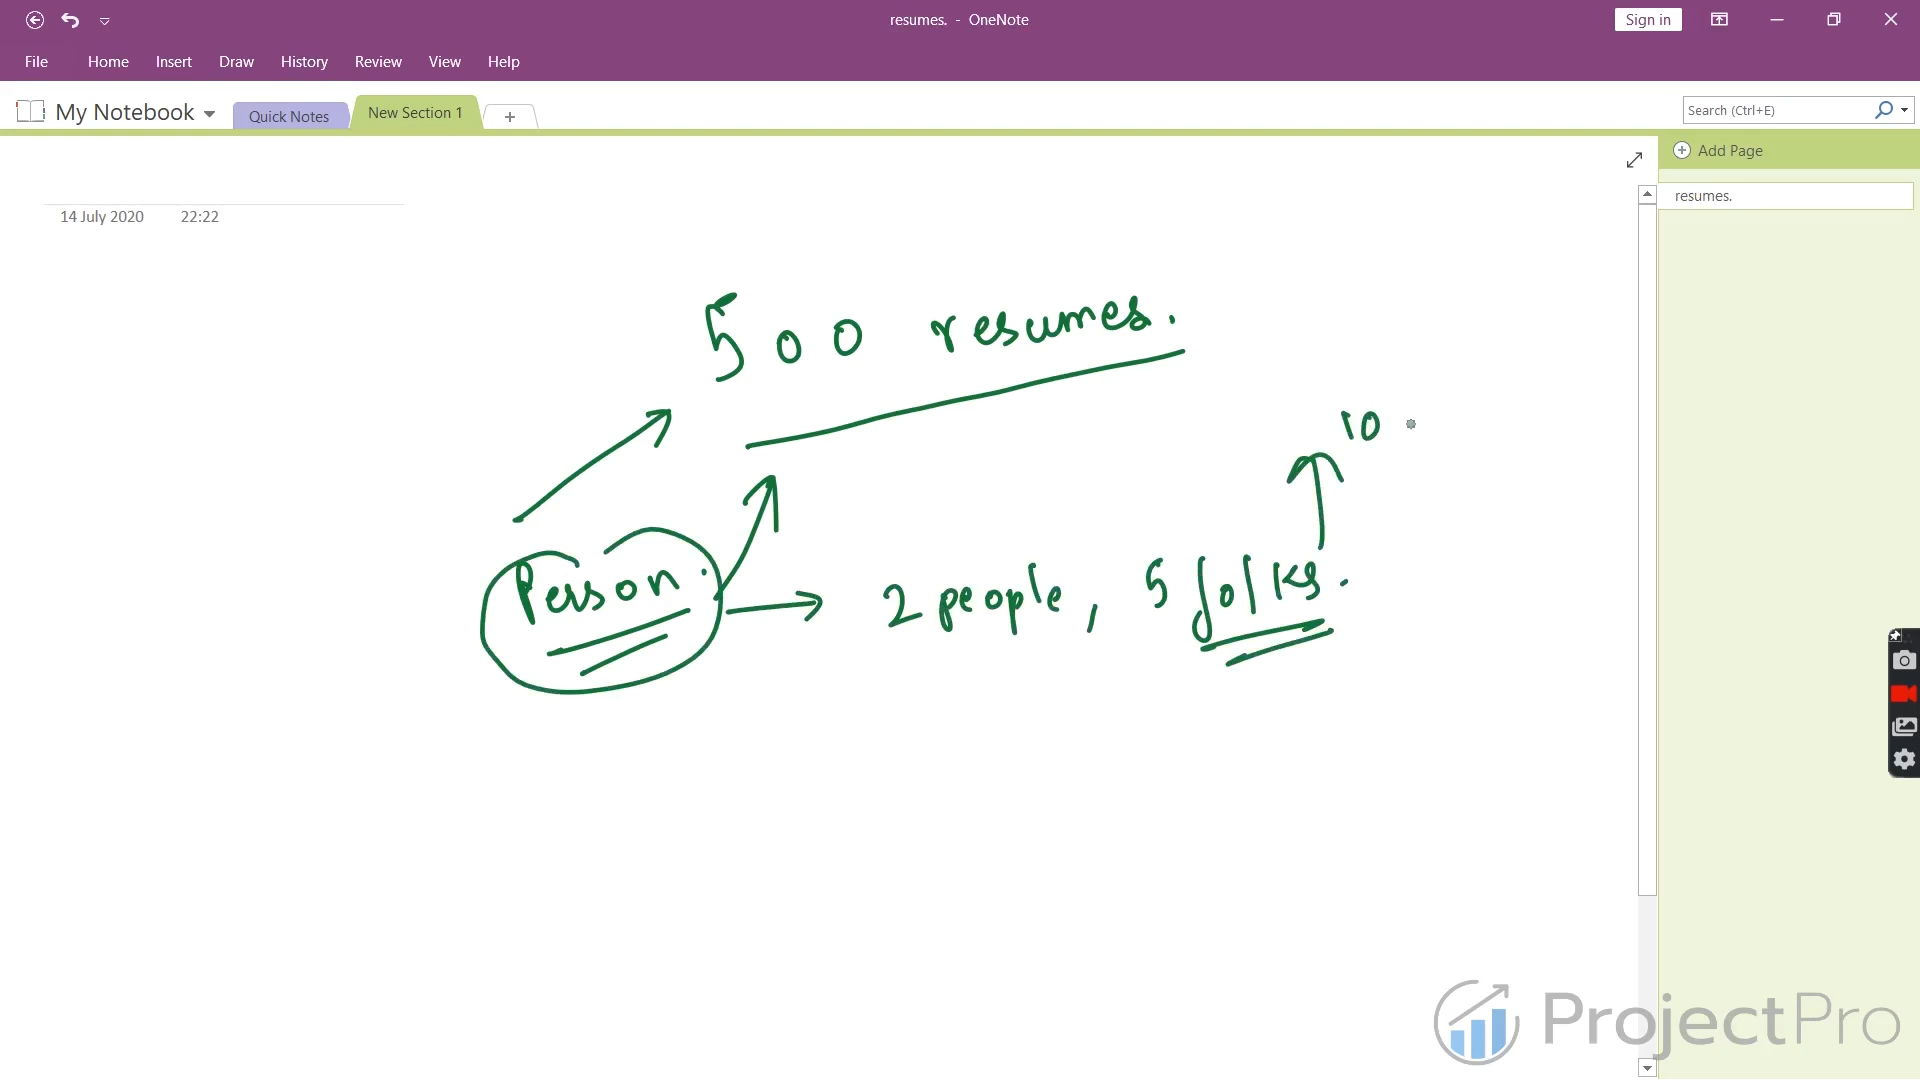 resumes. - OneNote
Sign in
File Home Insert Draw History Review View Help
My Notebook Quick Notes New Section 1 +
Search (Ctrl+E)
Add Page
resumes.
14 July 2020 22:22
500 resumes.
10
Person. 2 people, 5 folks.
ProjectPro